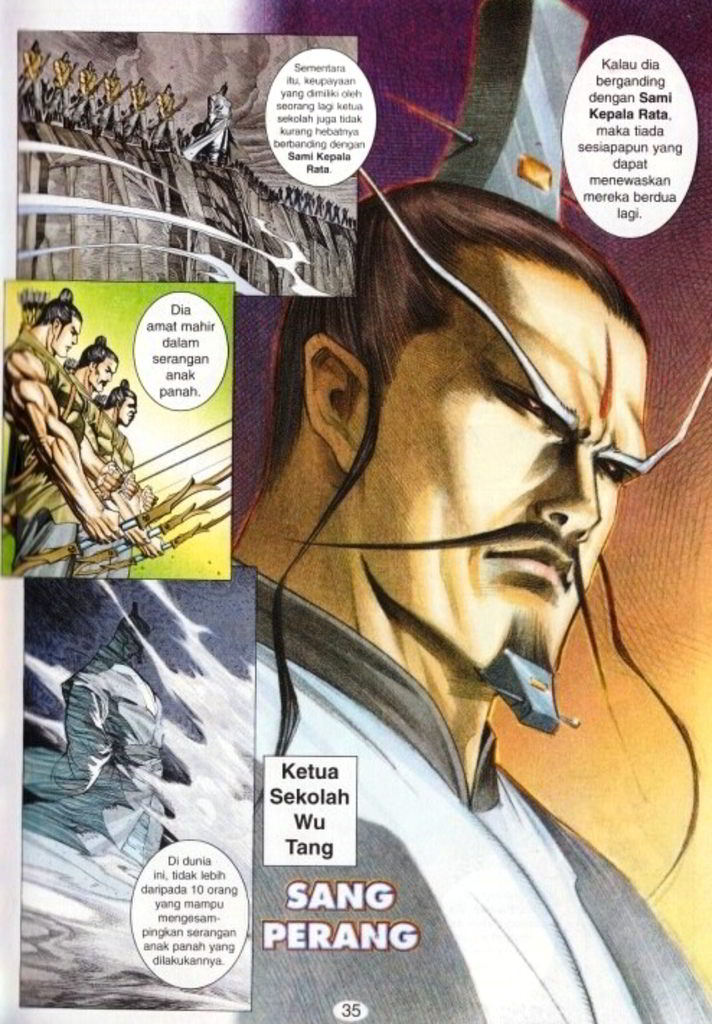 Sementara
itu, keupayaan
yang dimiliki oleh
seorang lagi ketua
sekolah juga tidak
kurang hebatnya
berbanding dengan
Sami Kepala
Rata.
Kalau dia
berganding
dengan Sami
Kepala Rata,
maka tiada
sesiapapun yang
dapat
menewaskan
mereka berdua
lagi.
Dia
amat mahir
dalam
serangan
anak
panah.
Di dunia
ini, tidak lebih
daripada 10 orang
yang mampu
mengesam-
pingkan serangan
anak panah yang
dilakukannya.
Ketua
Sekolah
Wu
Tang
SANG
PERANG
35